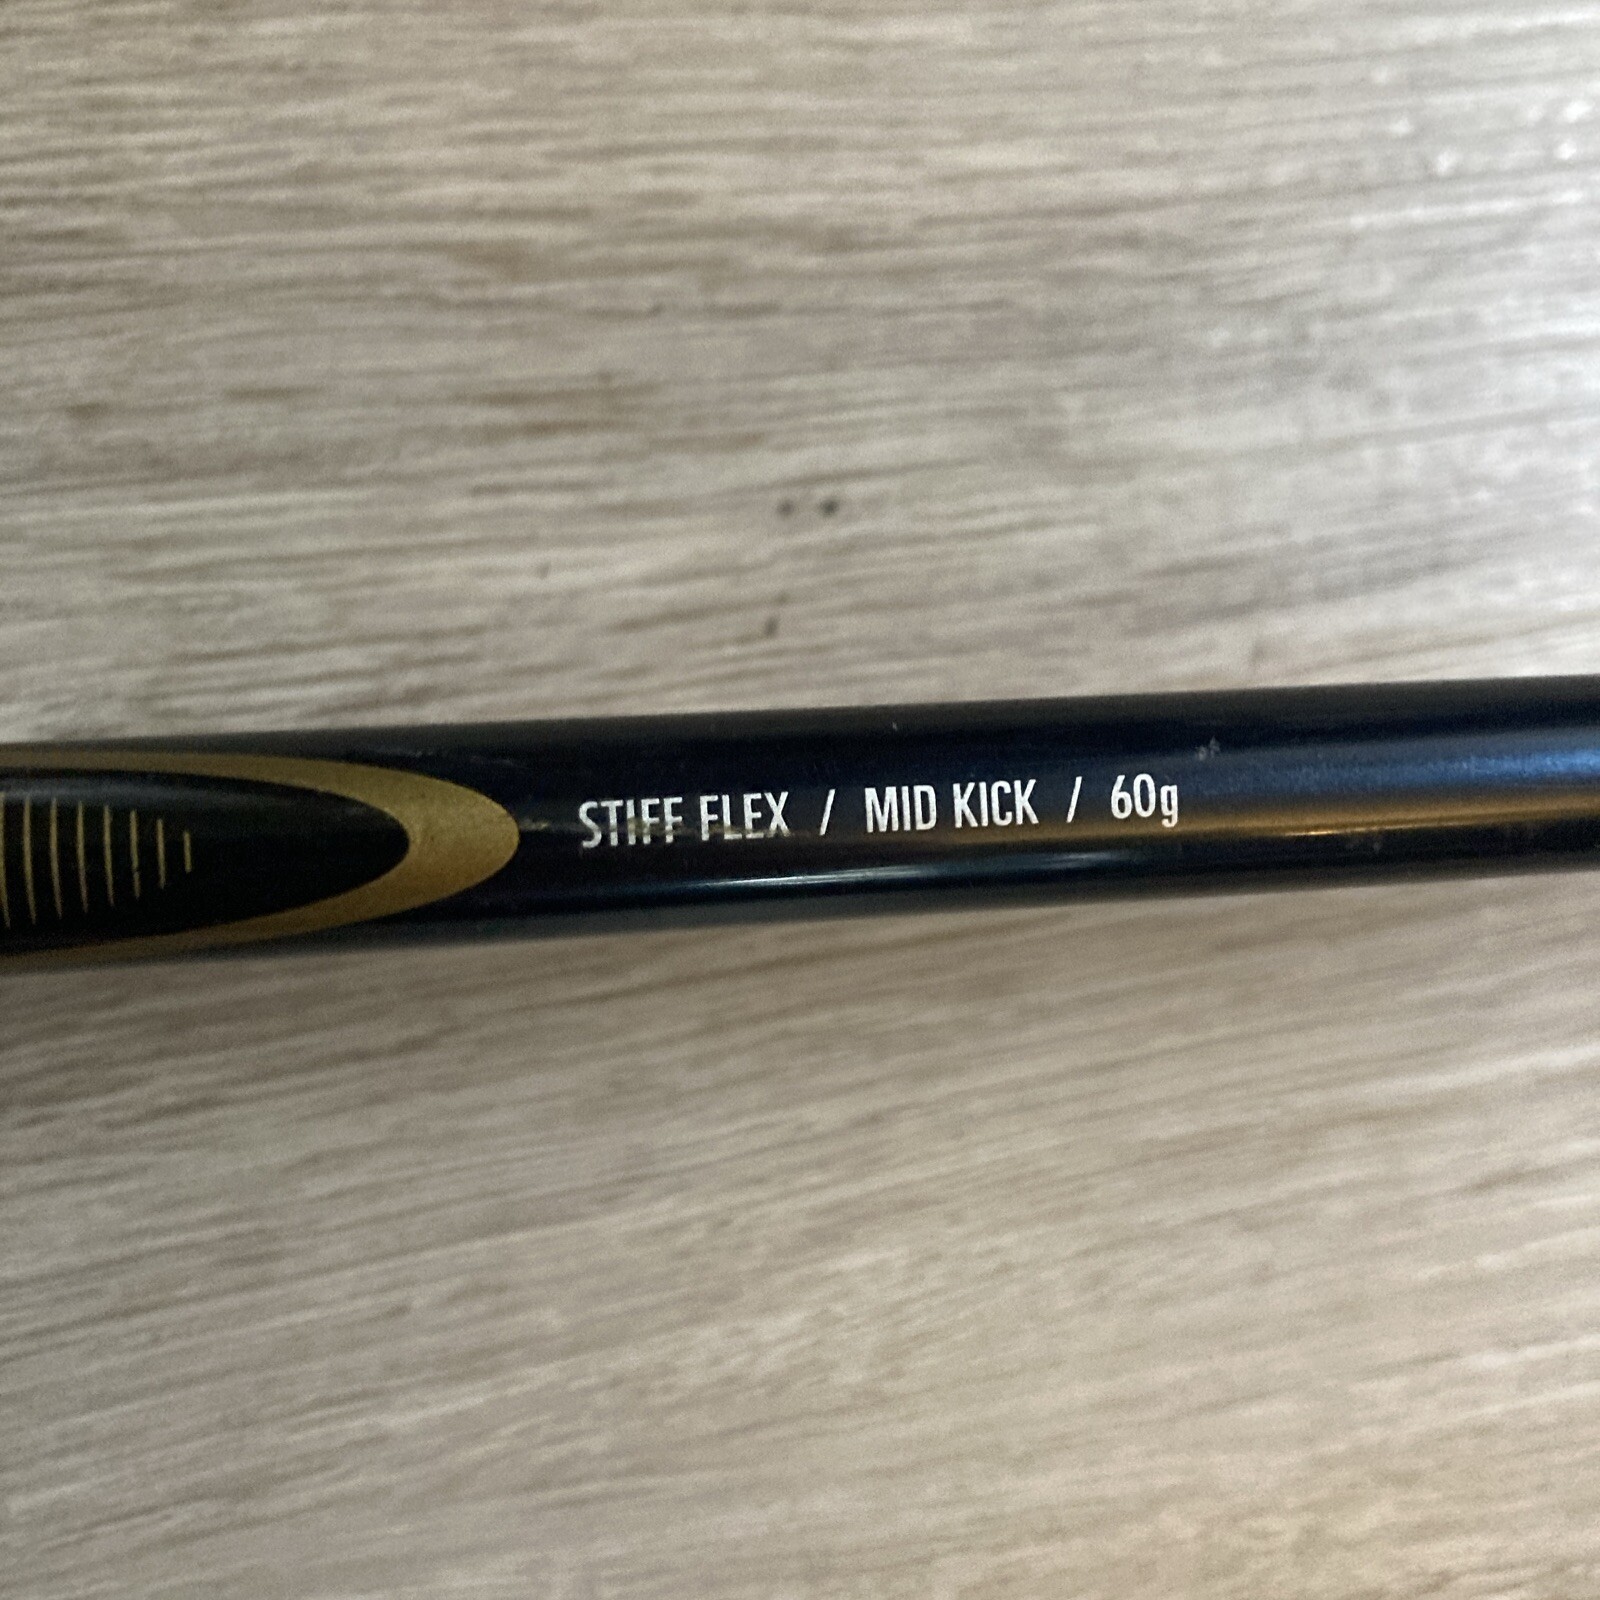 STIFF FLEX / MID KICK / 60g